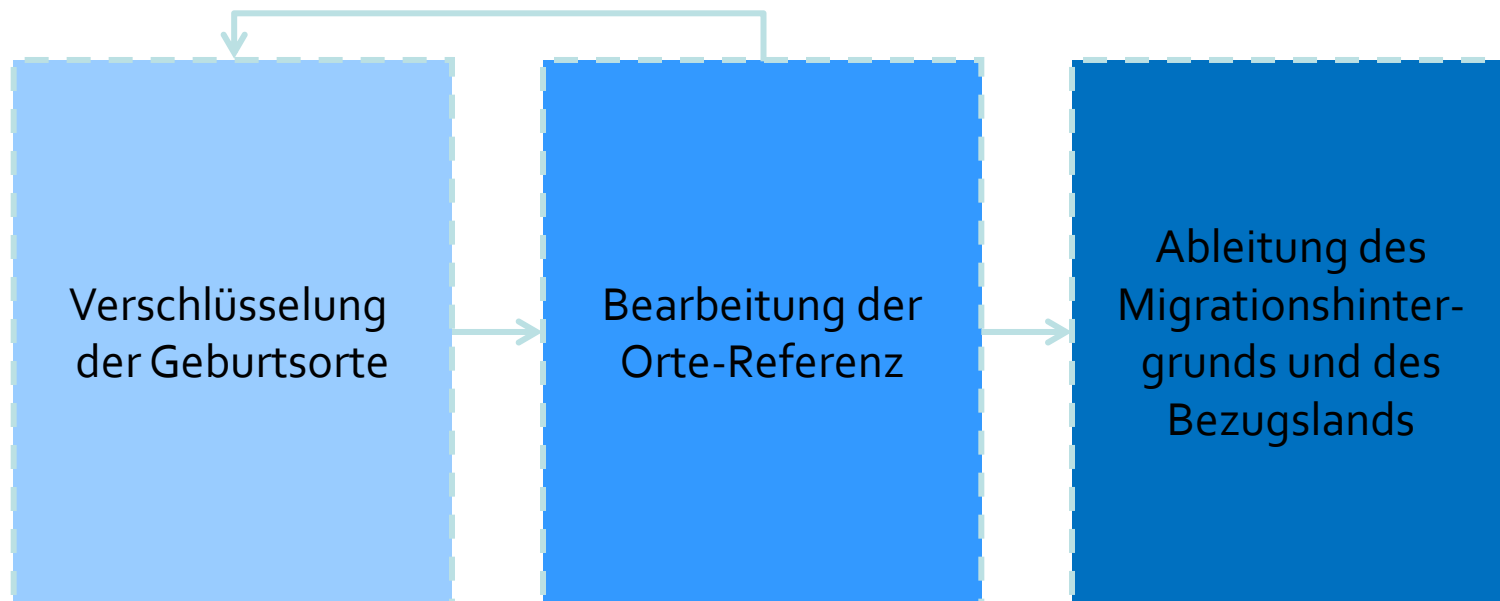 Verschlüsselung
der Geburtsorte
Bearbeitung der
Orte-Referenz
Ableitung des
Migrationshinter-
grunds und des
Bezugslands